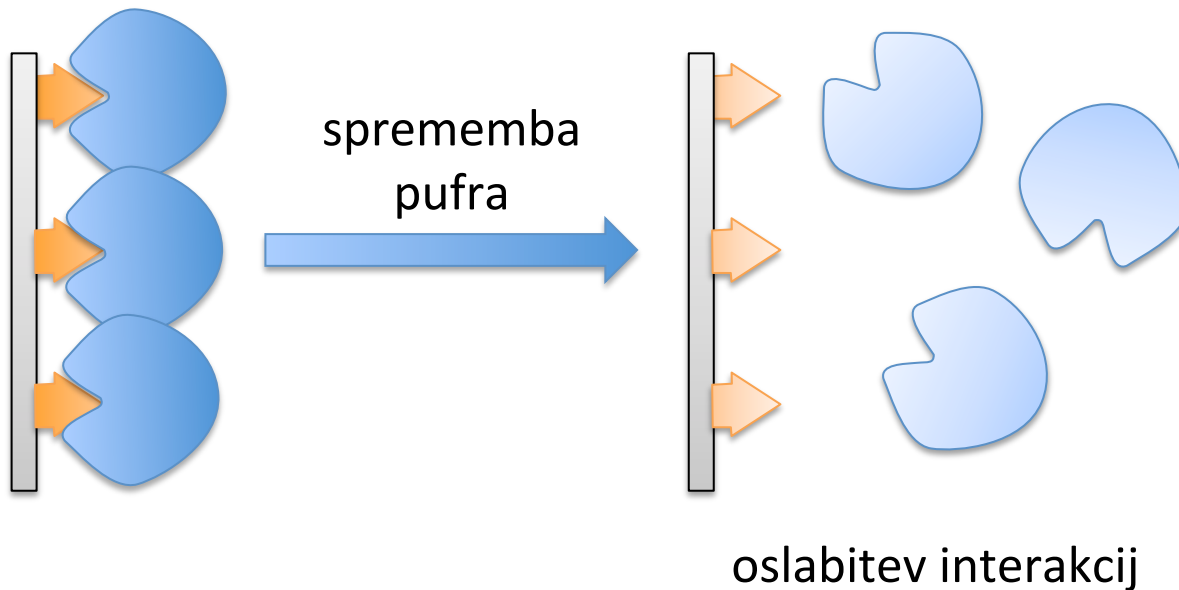 sprememba
pufra
oslabitev interakcij